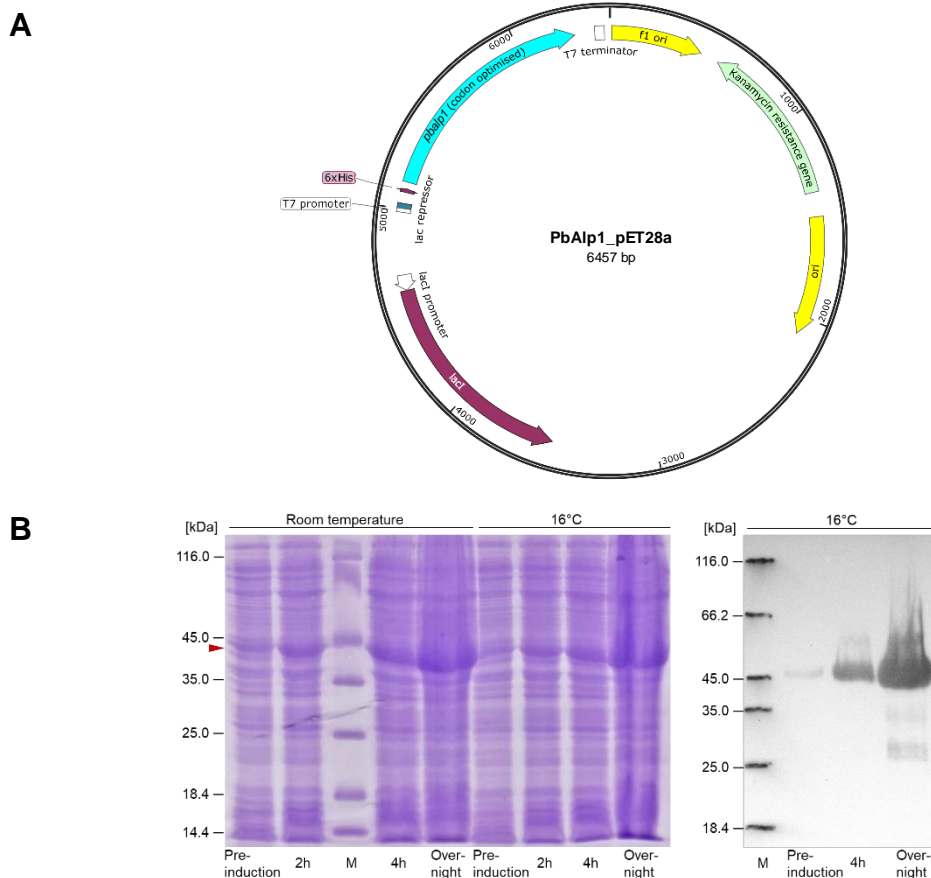 A
6000
T7 terminator
f1 ori
pbalp1 (codon optimised)
Kanamycin resistance gene
1000
6xHis
T7 promoter
5000
lac repressor
PbAlp1_pET28a
6457 bp
ori
2000
lacI promoter
lacI
4000
3000
B
[kDa] Room temperature 16°C
116.0
45.0
35.0
25.0
18.4
14.4
Pre-induction 2h M 4h Over-night Pre-induction 2h 4h Over-night
[kDa] 16°C
116.0
66.2
45.0
35.0
25.0
18.4
M Pre-induction 4h Over-night